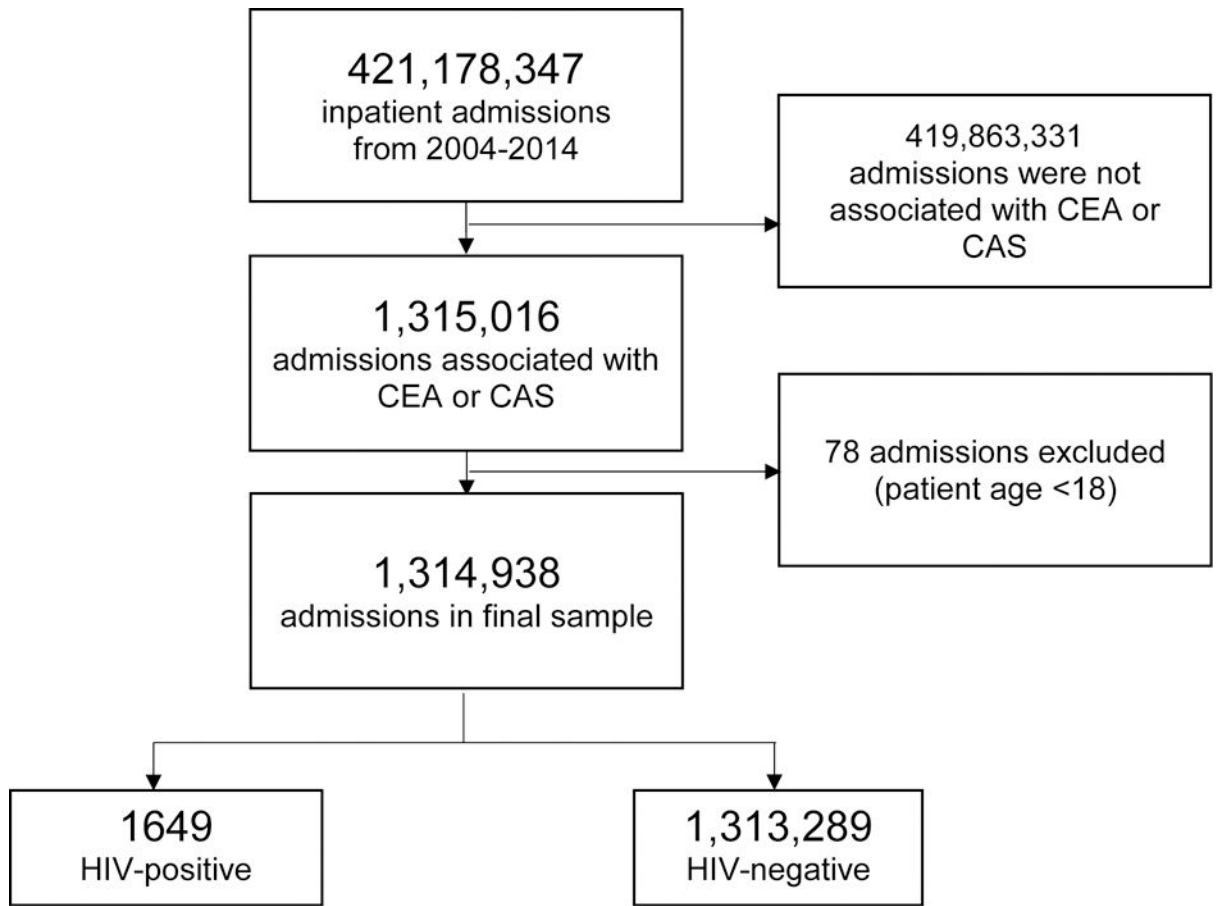 421,178,347
inpatient admissions
from 2004-2014
419,863,331
admissions were not
associated with CEA or
CAS
1,315,016
admissions associated with
CEA or CAS
78 admissions excluded
(patient age <18)
1,314,938
admissions in final sample
1649
HIV-positive
1,313,289
HIV-negative